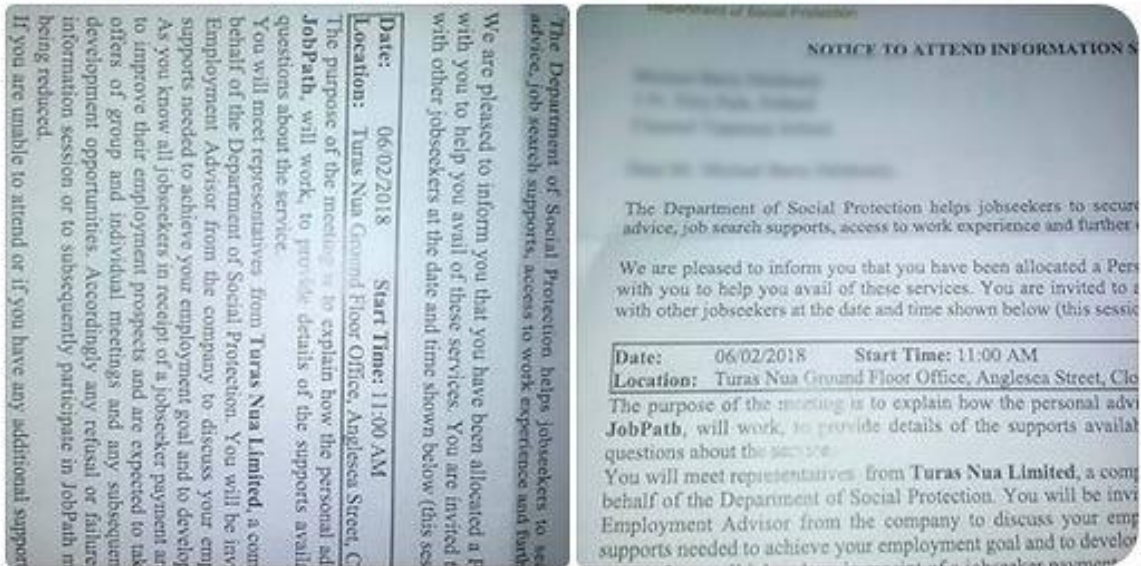 The Department of Social Protection helps jobseekers to se
advice, job search supports, access to work experience and furth
We are pleased to inform you that you have been allocated a P
with you to help you avail of these services. You are invited t
with other jobseekers at the date and time shown below (this ses
Date: 06/02/2018 Start Time: 11:00 AM
Location: Turas Nua Ground Floor Office, Anglesea Street, C
The purpose of the meeting is to explain how the personal ad
JobPath, will work, to provide details of the supports avail
questions about the service.
You will meet representatives from Turas Nua Limited, a com
behalf of the Department of Social Protection. You will be inv
Employment Advisor from the company to discuss your emp
supports needed to achieve your employment goal and to develop
As you know all jobseekers in receipt of a jobseeker payment ar
to improve their employment prospects and are expected to tak
offers of group and individual meetings and any subsequen
development opportunities. Accordingly any refusal or failure
information session or to subsequently participate in JobPath m
being reduced.
If you are unable to attend or if you have any additional suppor
Department of Social Protection
NOTICE TO ATTEND INFORMATION S
The Department of Social Protection helps jobseekers to secure
advice, job search supports, access to work experience and further
We are pleased to inform you that you have been allocated a Pers
with you to help you avail of these services. You are invited to a
with other jobseekers at the date and time shown below (this sessio
Date: 06/02/2018 Start Time: 11:00 AM
Location: Turas Nua Ground Floor Office, Anglesea Street, Clo
The purpose of the meeting is to explain how the personal advi
JobPath, will work, to provide details of the supports availab
questions about the service.
You will meet representatives from Turas Nua Limited, a comp
behalf of the Department of Social Protection. You will be invi
Employment Advisor from the company to discuss your emp
supports needed to achieve your employment goal and to develop